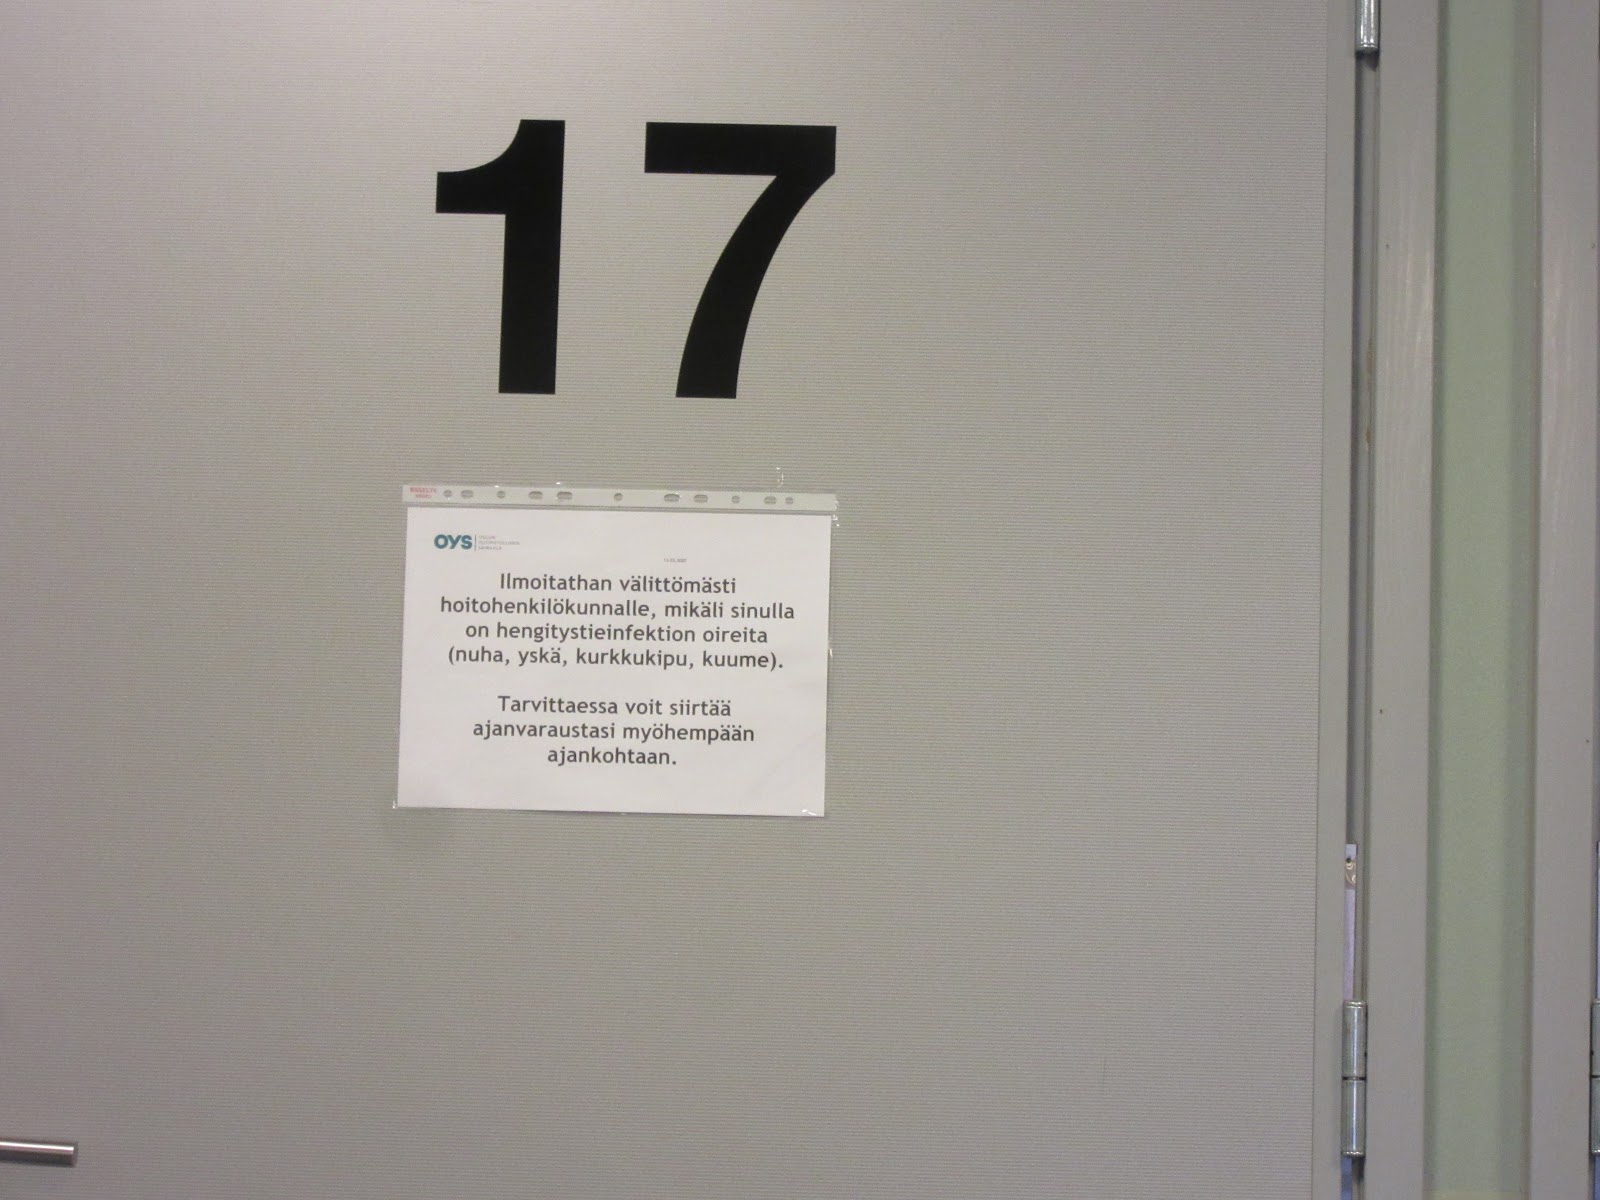 17
OYS
Ilmoitathan välittömästi
hoitohenkilökunnalle, mikäli sinulla
on hengitystieinfektion oireita
(nuha, yskä, kurkkukipu, kuume).
Tarvittaessa voit siirtää
ajanvaraustasi myöhempään
ajankohtaan.